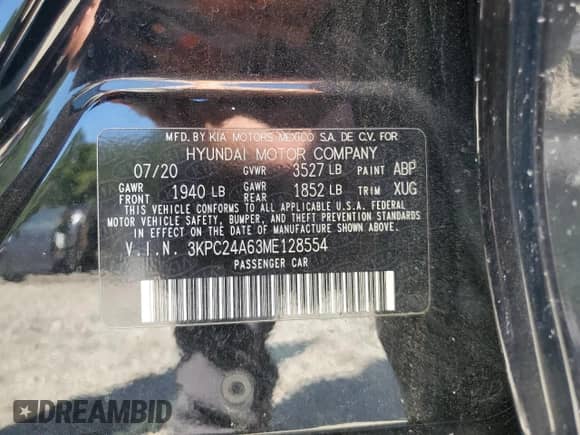 MFD. BY KIA MOTORS MEXICO S.A. DE C.V. FOR
HYUNDAI MOTOR COMPANY
07/20 GVWR 3527 LB PAINT ABP
GAWR FRONT 1940 LB GAWR REAR 1852 LB TRIM XUG
THIS VEHICLE CONFORMS TO ALL APPLICABLE U.S.A. FEDERAL
MOTOR VEHICLE SAFETY, BUMPER, AND THEFT PREVENTION STANDARDS
IN EFFECT ON THE DATE OF MANUFACTURE SHOWN ABOVE.
V.I.N. 3KPC24A63ME128554
PASSENGER CAR
DREAMBID